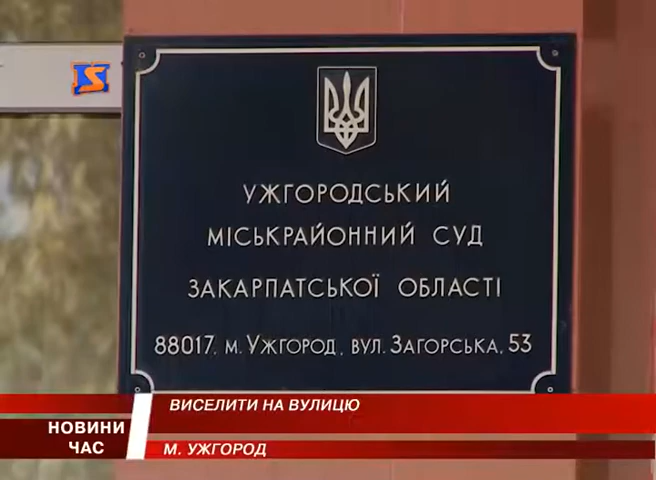 УЖГОРОДСЬКИЙ
МІСЬКРАЙОННИЙ СУД
ЗАКАРПАТСЬКОЇ ОБЛАСТІ
88017, м. УЖГОРОД, ВУЛ. ЗАГОРСЬКА, 53
ВИСЕЛИТИ НА ВУЛИЦЮ
НОВИНИ
ЧАС
М. УЖГОРОД